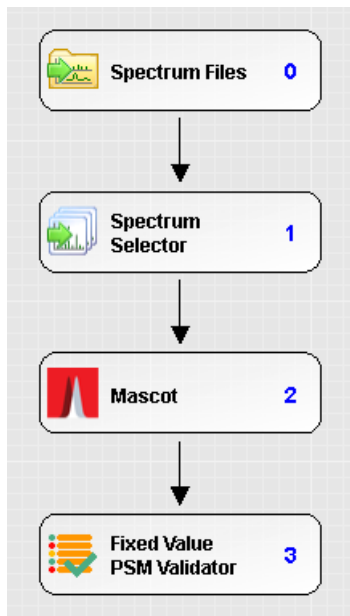 Spectrum Files 0
Spectrum
Selector 1
Mascot 2
Fixed Value
PSM Validator 3